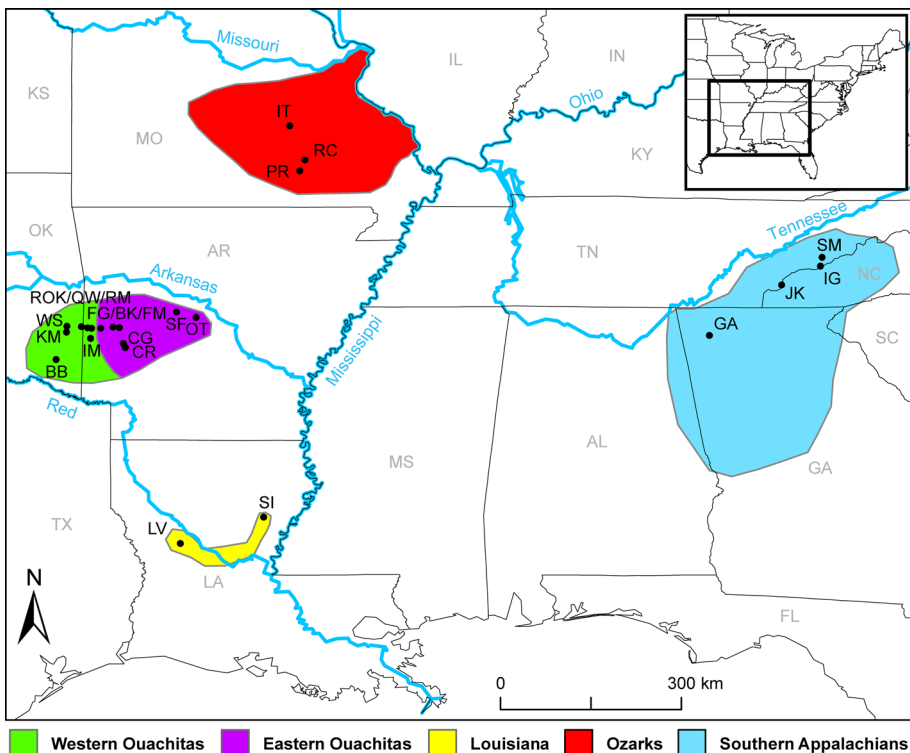 Missouri
IL
IN
KS
Ohio
IT
MO
RC
PR
KY
OK
AR
TN
Tennessee
SM
NC
IG
JK
Arkansas
ROK/QW/RM
WS
FG/BK/FM
SF
OT
KM
IM
CG
CR
BB
GA
SC
Mississippi
Red
MS
AL
GA
TX
SI
LV
LA
N
FL
0
300 km
Western Ouachitas
Eastern Ouachitas
Louisiana
Ozarks
Southern Appalachians